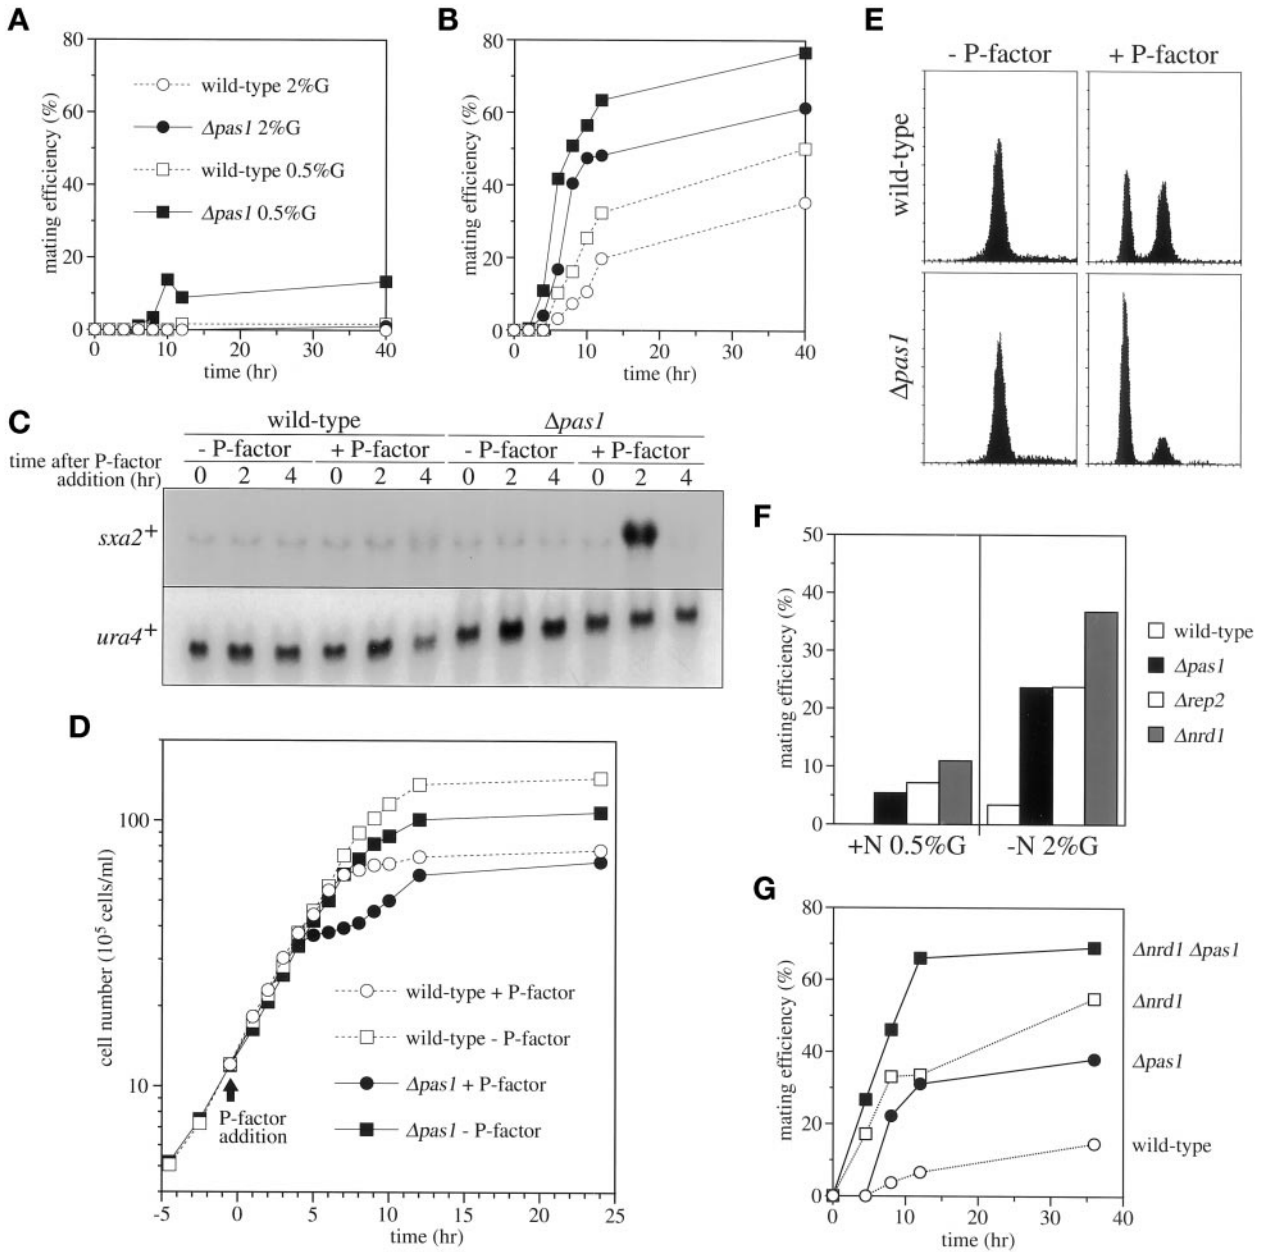 A
80
60
40
20
0
mating efficiency (%)
wild-type 2%G
Δpas1 2%G
wild-type 0.5%G
Δpas1 0.5%G
0 10 20 30 40
time (hr)
B
80
60
40
20
0
mating efficiency (%)
0 10 20 30 40
time (hr)
E
- P-factor + P-factor
wild-type
Δpas1
C
wild-type Δpas1
- P-factor + P-factor - P-factor + P-factor
time after P-factor
addition (hr) 0 2 4 0 2 4 0 2 4 0 2 4
sxa2+
ura4+
D
100
10
cell number (10⁵ cells/ml)
wild-type + P-factor
wild-type - P-factor
Δpas1 + P-factor
Δpas1 - P-factor
P-factor
addition
-5 0 5 10 15 20 25
time (hr)
F
50
40
30
20
10
0
mating efficiency (%)
wild-type
Δpas1
Δrep2
Δnrd1
+N 0.5%G -N 2%G
G
80
60
40
20
0
mating efficiency (%)
Δnrd1 Δpas1
Δnrd1
Δpas1
wild-type
0 10 20 30 40
time (hr)